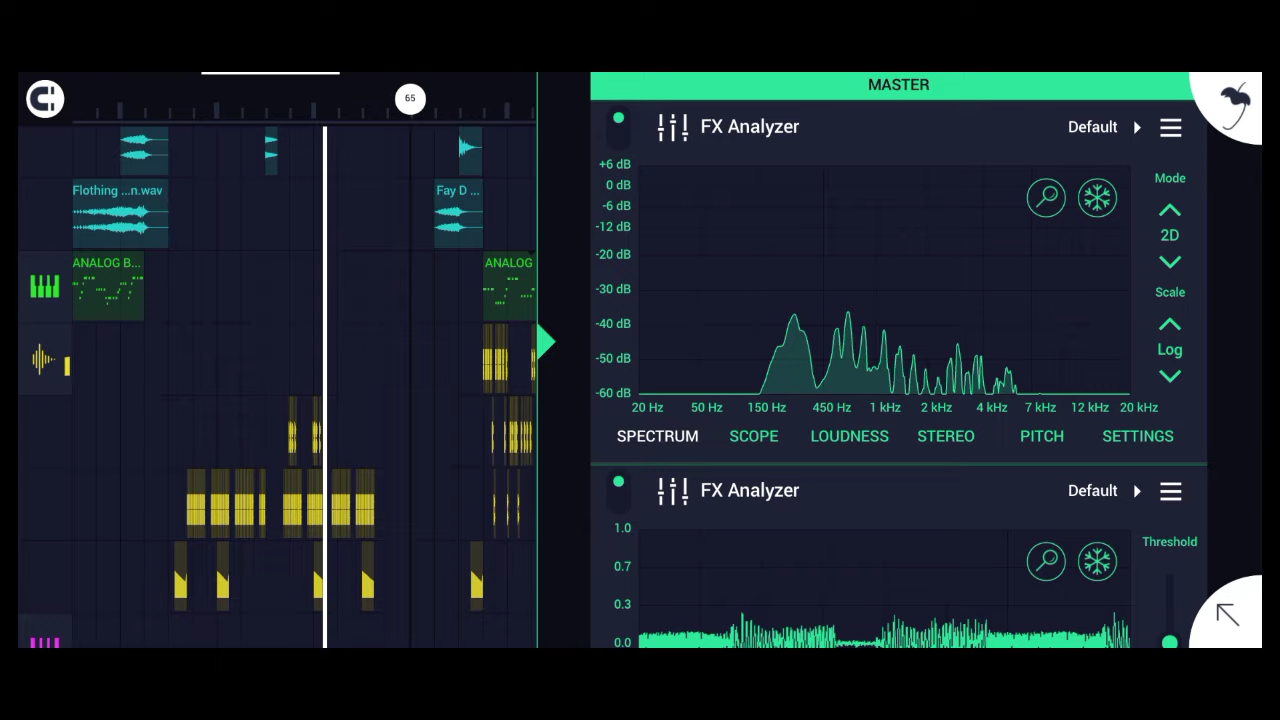 65
Flothing ...n.wav
Fay D ...
ANALOG B...
ANALOG
MASTER
FX Analyzer
Default
+6 dB
0 dB
-6 dB
-12 dB
-20 dB
-30 dB
-40 dB
-50 dB
-60 dB
20 Hz 50 Hz 150 Hz 450 Hz 1 kHz 2 kHz 4 kHz 7 kHz 12 kHz 20 kHz
Mode
2D
Scale
Log
SPECTRUM SCOPE LOUDNESS STEREO PITCH SETTINGS
FX Analyzer
Default
1.0
0.7
0.3
0.0
Threshold